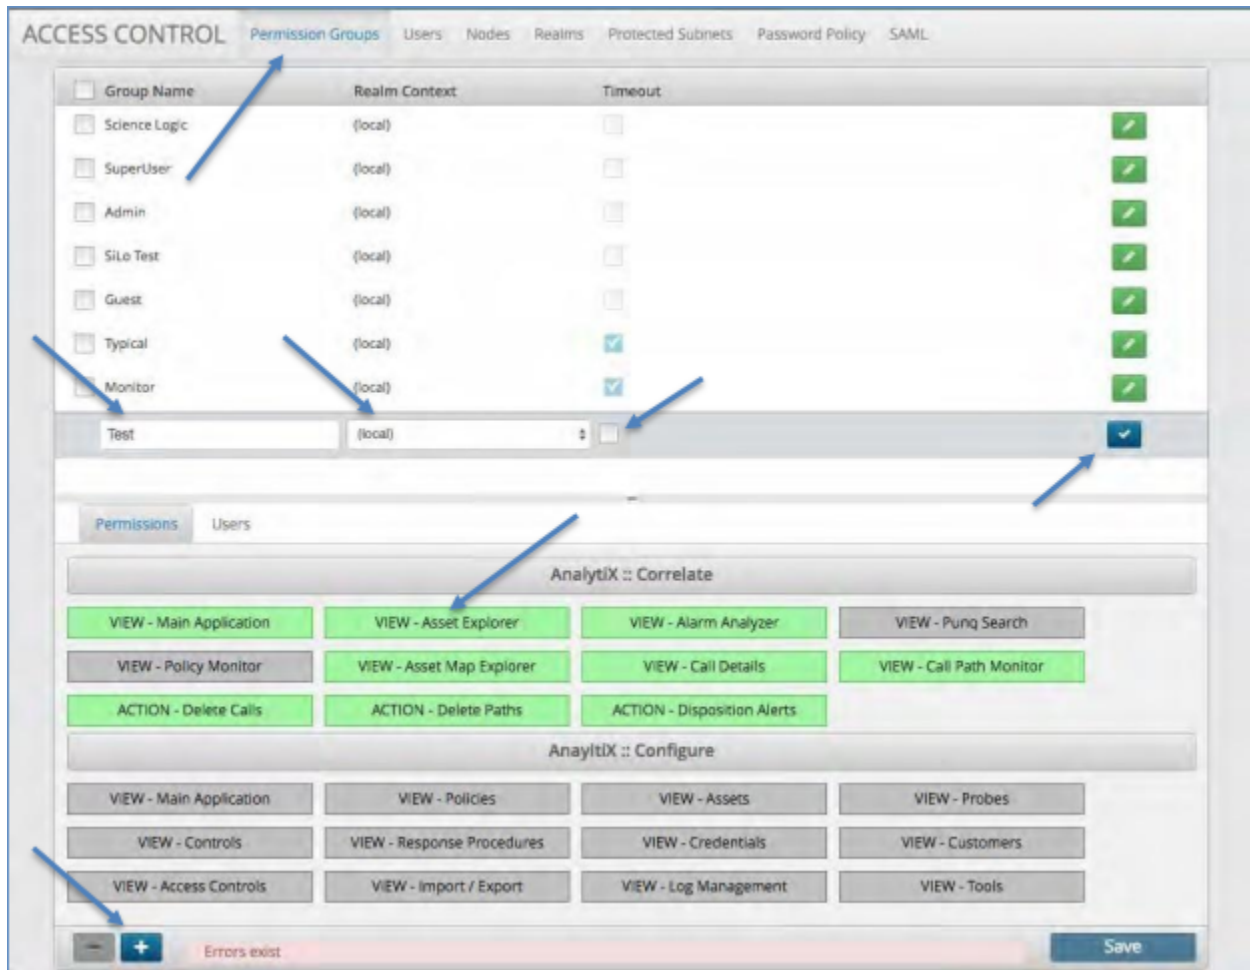 ACCESS CONTROL Permission Groups Users Nodes Realms Protected Subnets Password Policy SAML
Group Name Realm Context Timeout
Science Logic (local)
SuperUser (local)
Admin (local)
SiLo Test (local)
Guest (local)
Typical (local)
Monitor (local)
Test (local)
Permissions Users
AnalytiX :: Correlate
VIEW - Main Application VIEW - Asset Explorer VIEW - Alarm Analyzer VIEW - Punq Search
VIEW - Policy Monitor VIEW - Asset Map Explorer VIEW - Call Details VIEW - Call Path Monitor
ACTION - Delete Calls ACTION - Delete Paths ACTION - Disposition Alerts
AnayltiX :: Configure
VIEW - Main Application VIEW - Policies VIEW - Assets VIEW - Probes
VIEW - Controls VIEW - Response Procedures VIEW - Credentials VIEW - Customers
VIEW - Access Controls VIEW - Import / Export VIEW - Log Management VIEW - Tools
Errors exist Save